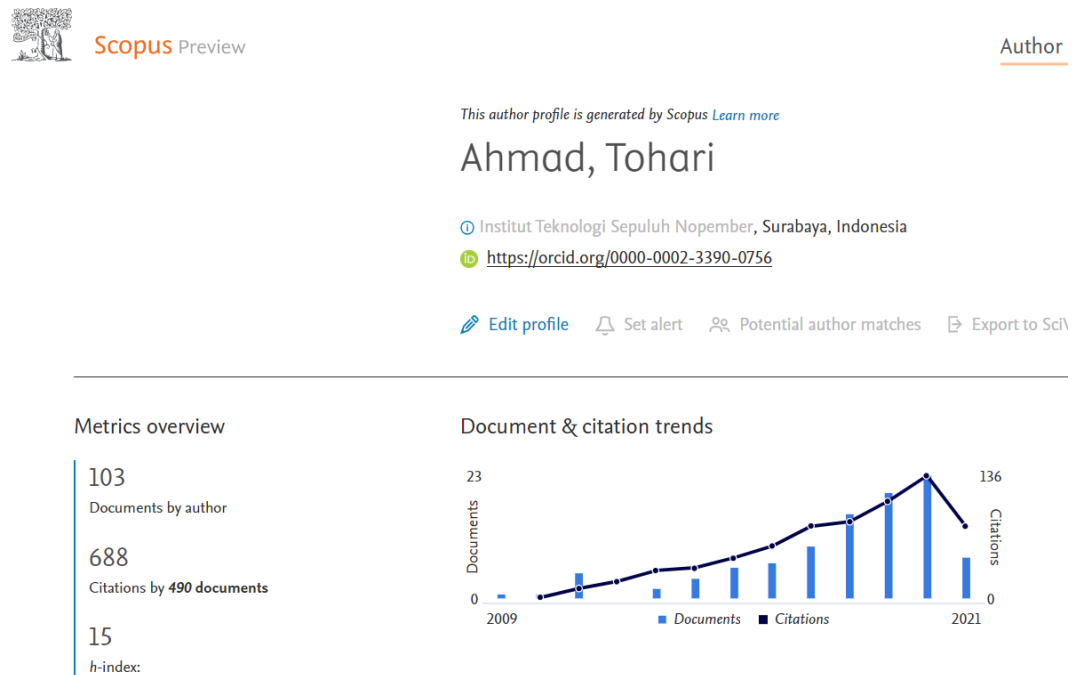 Scopus Preview
Author
This author profile is generated by Scopus Learn more
Ahmad, Tohari
Institut Teknologi Sepuluh Nopember, Surabaya, Indonesia
iD https://orcid.org/0000-0002-3390-0756
Edit profile
Set alert
Potential author matches
Export to SciV
Metrics overview
103
Documents by author
688
Citations by 490 documents
15
h-index:
Document & citation trends
23
136
Documents
Citations
0
0
2009
2021
Documents
Citations